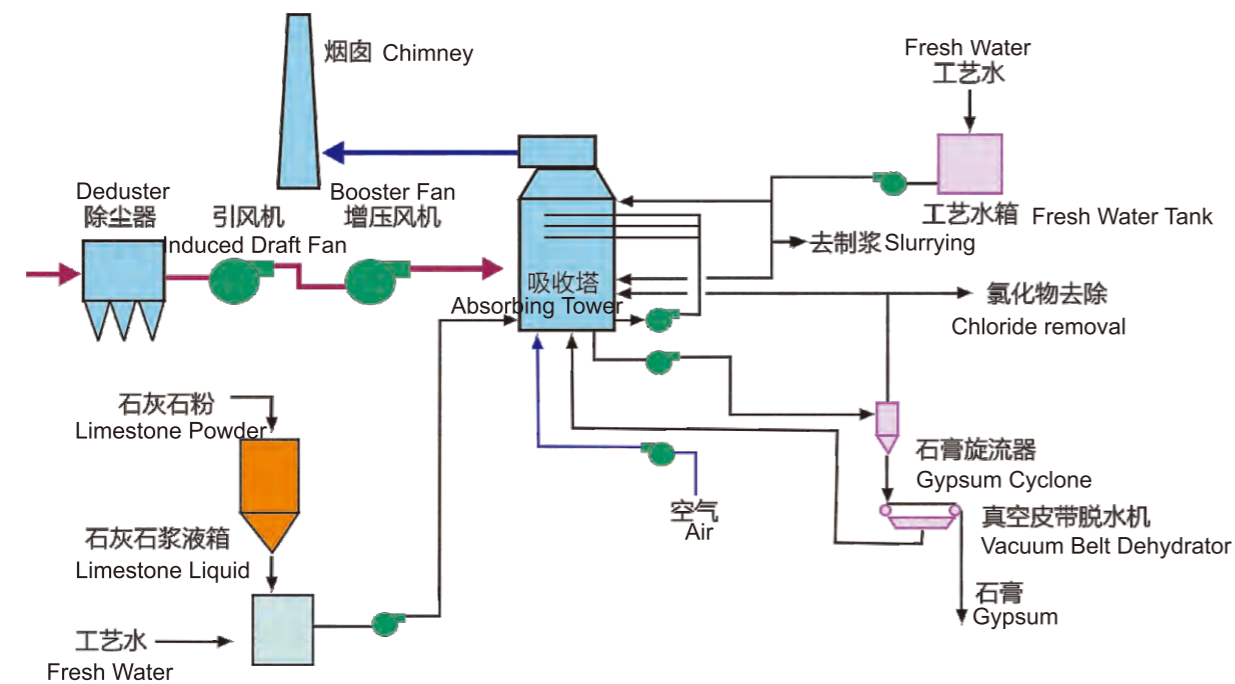 烟囱 Chimney
Fresh Water
工艺水
Deduster
除尘器
引风机
Induced Draft Fan
Booster Fan
增压风机
工艺水箱 Fresh Water Tank
去制浆 Slurrying
吸收塔
Absorbing Tower
氯化物去除
Chloride removal
石灰石粉
Limestone Powder
石膏旋流器
Gypsum Cyclone
空气
Air
真空皮带脱水机
Vacuum Belt Dehydrator
石灰石浆液箱
Limestone Liquid
石膏
Gypsum
工艺水
Fresh Water